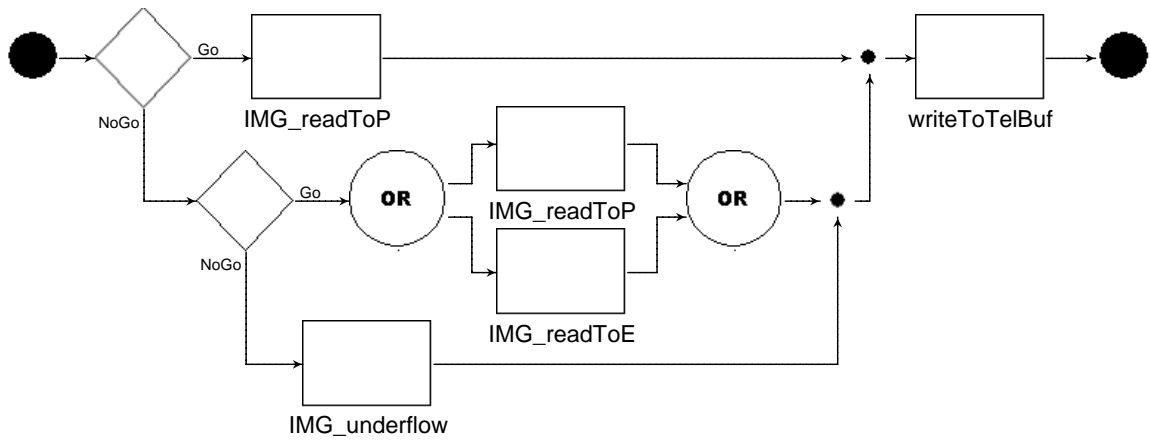 Go
NoGo
IMG_readToP
writeToTelBuf
Go
OR
IMG_readToP
OR
NoGo
IMG_readToE
IMG_underflow